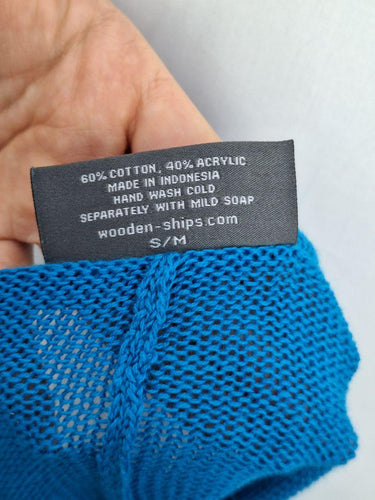 60% COTTON, 40% ACRYLIC
MADE IN INDONESIA
HAND WASH COLD
SEPARATELY WITH MILD SOAP
wooden-ships.com
S/M